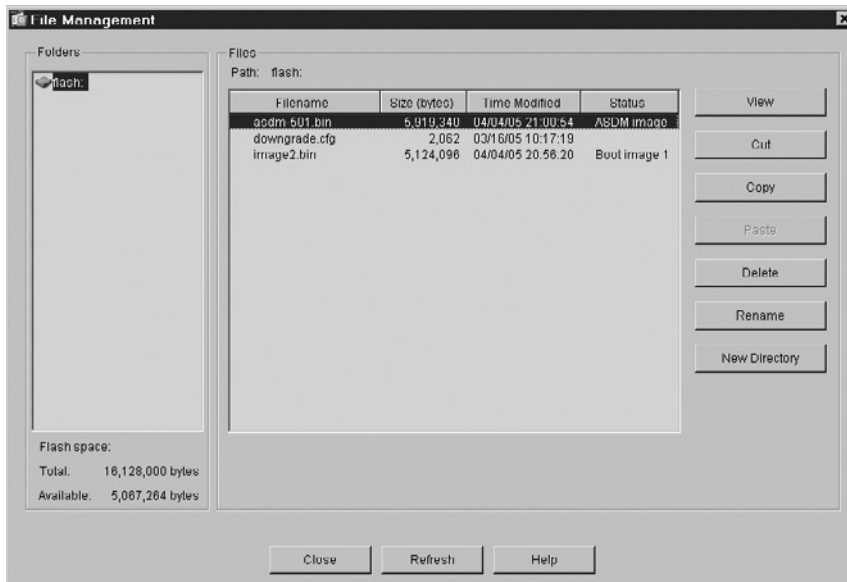 File Management
Folders
flash:
Flash space:
Total: 16,128,000 bytes
Available: 5,067,264 bytes
Files
Path: flash:
Filename Size (bytes) Time Modified Status
asdm-501.bin 5,919,340 04/04/05 21:00:54 ASDM image
downgrade.cfg 2,062 03/16/05 10:17:19
image2.bin 5,124,096 04/04/05 20:56:20 Boot image 1
View
Cut
Copy
Paste
Delete
Rename
New Directory
Close Refresh Help